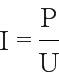 I = P/U